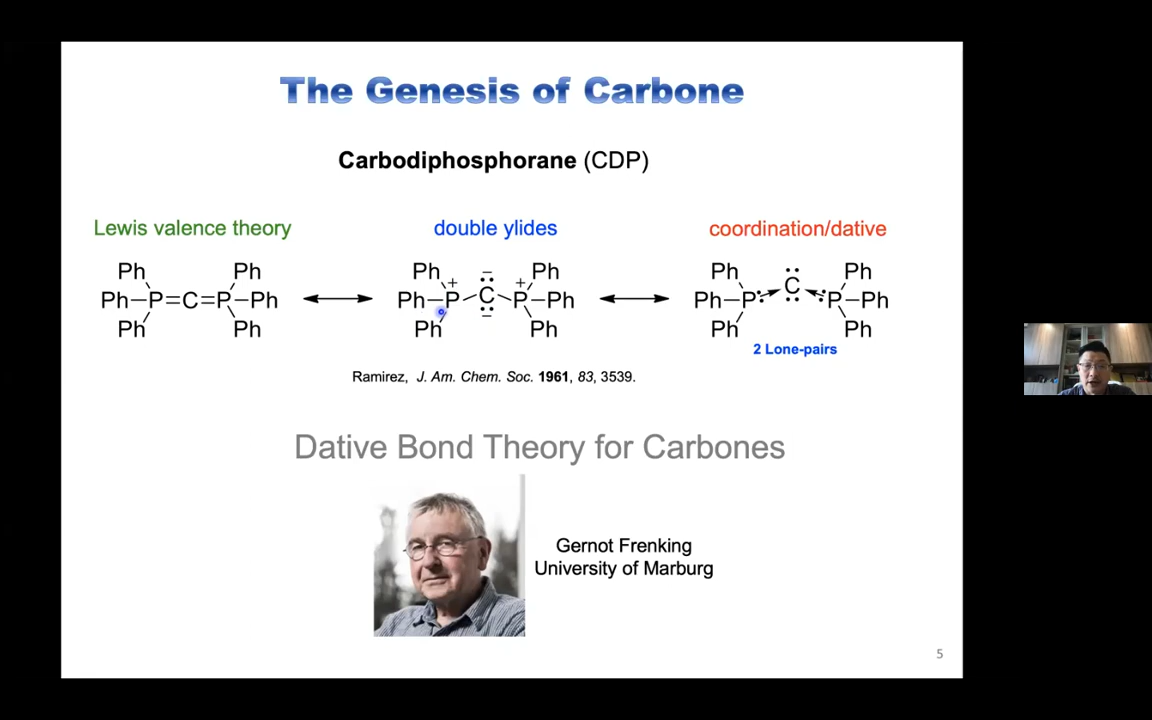 The Genesis of Carbone
Carbodiphosphorane (CDP)
Lewis valence theory
double ylides
coordination/dative
Ph Ph Ph Ph Ph Ph
Ph–P=C=P–Ph Ph–P–C–P–Ph Ph–P: C :P–Ph
+ – + –
Ph Ph Ph Ph Ph Ph
2 Lone-pairs
Ramirez, J. Am. Chem. Soc. 1961, 83, 3539.
Dative Bond Theory for Carbones
Gernot Frenking
University of Marburg
5